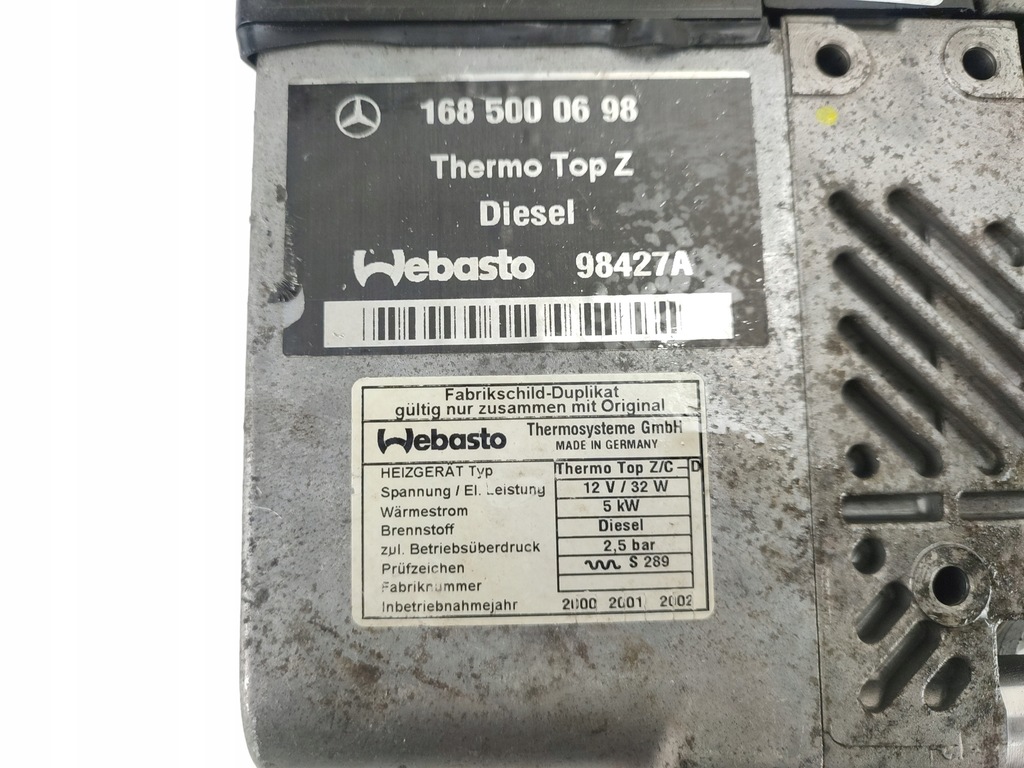 168 500 06 98
Thermo Top Z
Diesel
Webasto 98427A
Fabrikschild-Duplikat
gültig nur zusammen mit Original
Webasto Thermosysteme GmbH
MADE IN GERMANY
HEIZGERÄT Typ Thermo Top Z/C – D
Spannung / El. Leistung 12 V / 32 W
Wärmestrom 5 kW
Brennstoff Diesel
zul. Betriebsüberdruck 2,5 bar
Prüfzeichen S 289
Fabriknummer
Inbetriebnahmejahr 2000 2001 2002